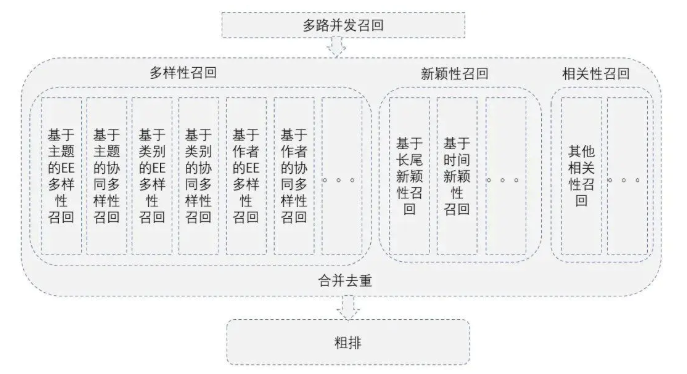 多路并发召回
多样性召回
新颖性召回
相关性召回
基于
主题
的EE
多样
性
召回
基于
主题
的协
同多
样性
召回
基于
类别
的EE
多样
性
召回
基于
类别
的协
同多
样性
召回
基于
作者
的EE
多样
性
召回
基于
作者
的协
同多
样性
召回
。。。
基于
长尾
新颖
性召
回
基于
时间
新颖
性
召回
。。。
其他
相关
性召
回
。。。
合并去重
粗排